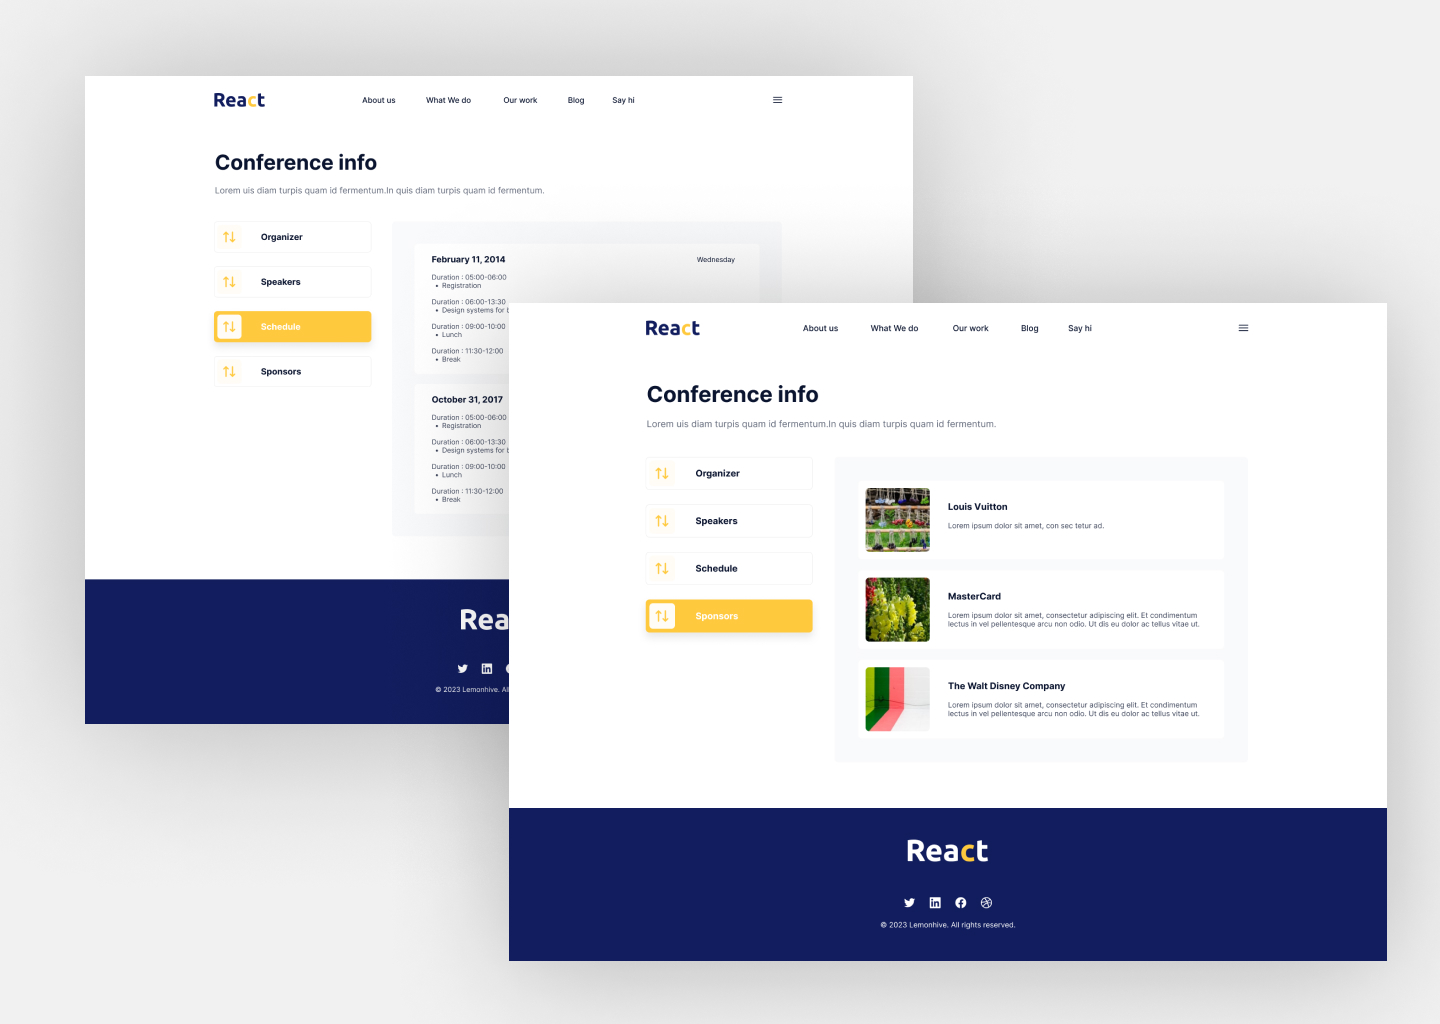 React
About us What We do Our work Blog Say hi
Conference info
Lorem uis diam turpis quam id fermentum.In quis diam turpis quam id fermentum.
Organizer
Speakers
Schedule
Sponsors
February 11, 2014 Wednesday
Duration : 05:00-06:00
• Registration
Duration : 06:00-13:30
• Design systems for
Duration : 09:00-10:00
• Lunch
Duration : 11:30-12:00
• Break
October 31, 2017
Duration : 05:00-06:00
• Registration
Duration : 06:00-13:30
• Design systems for
Duration : 09:00-10:00
• Lunch
Duration : 11:30-12:00
• Break
Rea
© 2023 Lemonhive. Al
React
About us What We do Our work Blog Say hi
Conference info
Lorem uis diam turpis quam id fermentum.In quis diam turpis quam id fermentum.
Organizer
Speakers
Schedule
Sponsors
Louis Vuitton
Lorem ipsum dolor sit amet, con sec tetur ad.
MasterCard
Lorem ipsum dolor sit amet, consectetur adipiscing elit. Et condimentum
lectus in vel pellentesque arcu non odio. Ut dis eu dolor ac tellus vitae ut.
The Walt Disney Company
Lorem ipsum dolor sit amet, consectetur adipiscing elit. Et condimentum
lectus in vel pellentesque arcu non odio. Ut dis eu dolor ac tellus vitae ut.
React
© 2023 Lemonhive. All rights reserved.